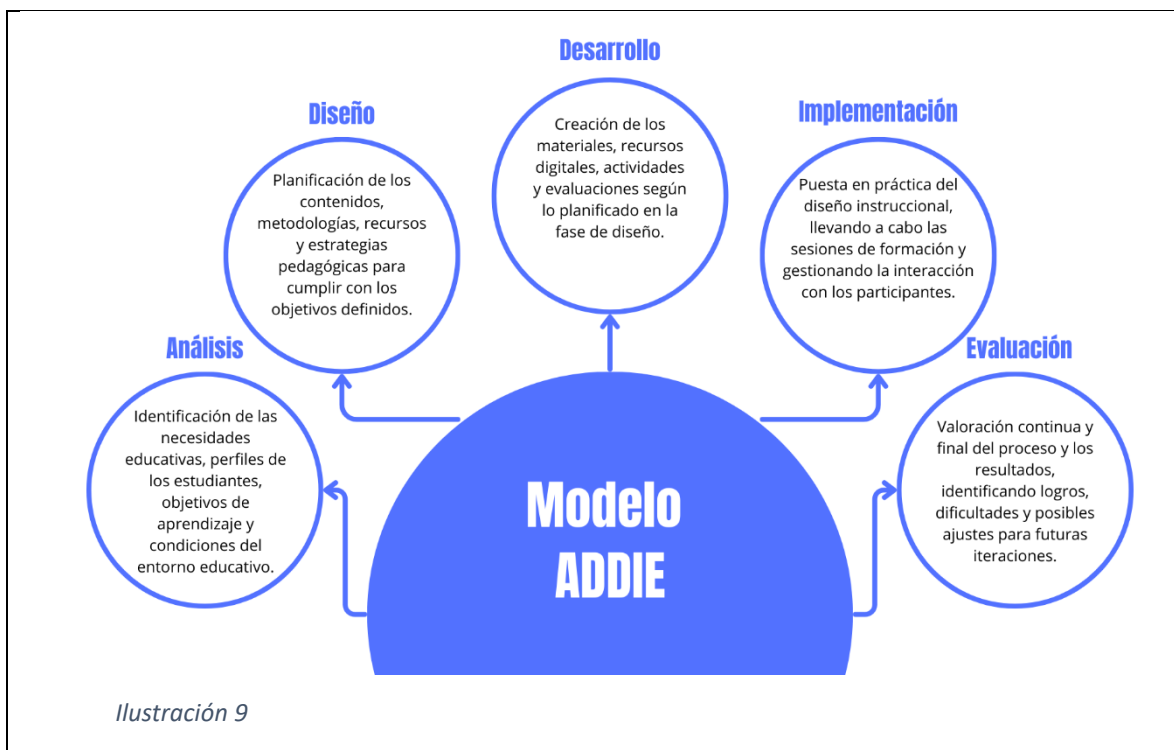 Desarrollo
Creación de los
materiales, recursos
digitales, actividades
y evaluaciones según
lo planificado en la
fase de diseño.
Diseño
Planificación de los
contenidos,
metodologías, recursos
y estrategias
pedagógicas para
cumplir con los
objetivos definidos.
Implementación
Puesta en práctica del
diseño instruccional,
llevando a cabo las
sesiones de formación y
gestionando la interacción
con los participantes.
Análisis
Identificación de las
necesidades
educativas, perfiles de
los estudiantes,
objetivos de
aprendizaje y
condiciones del
entorno educativo.
Evaluación
Valoración continua y
final del proceso y los
resultados,
identificando logros,
dificultades y posibles
ajustes para futuras
iteraciones.
Modelo
ADDIE
Ilustración 9